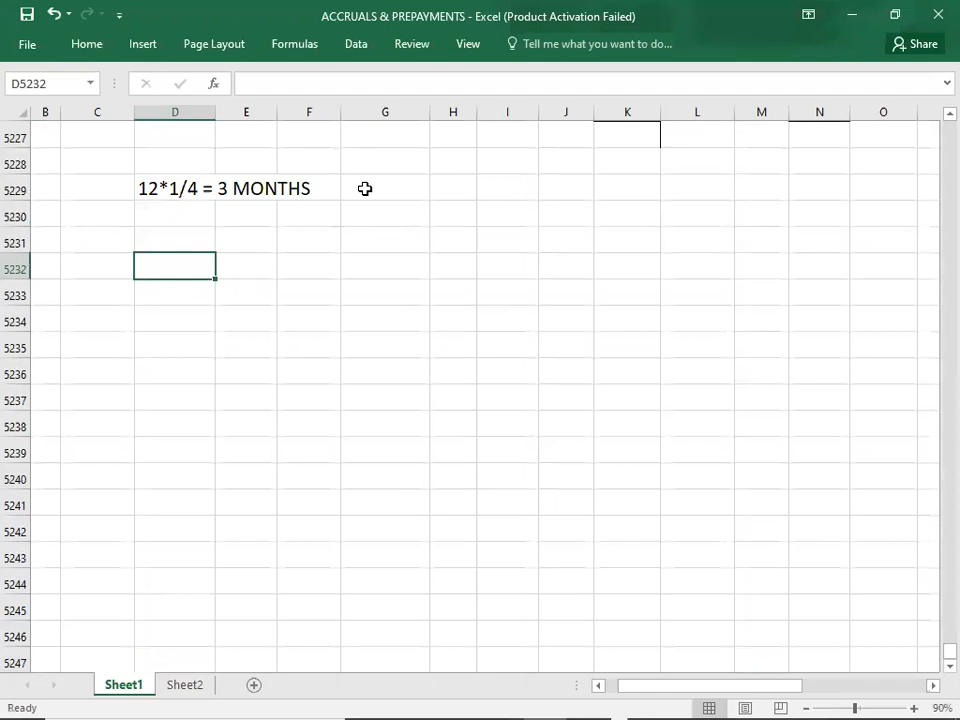 ACCRUALS & PREPAYMENTS - Excel (Product Activation Failed)
File Home Insert Page Layout Formulas Data Review View Tell me what you want to do... Share
D5232 fx
B C D E F G H I J K L M N O
5227
5228
5229 12*1/4 = 3 MONTHS
5230
5231
5232
5233
5234
5235
5236
5237
5238
5239
5240
5241
5242
5243
5244
5245
5246
5247
Sheet1 Sheet2
Ready 90%